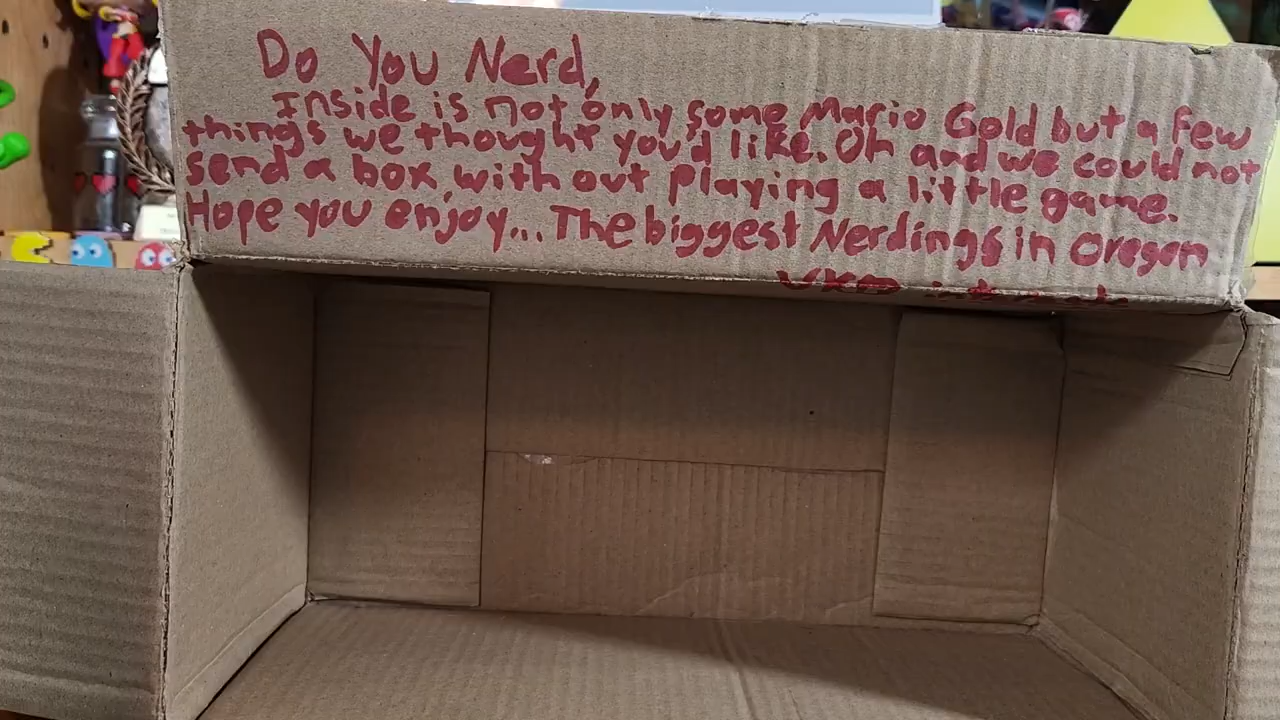 Do You Nerd,
Inside is not only some Mario Gold but a few
things we thought you'd like. Oh and we could not
send a box with out playing a little game.
Hope you enjoy... The biggest Nerdings in Oregon